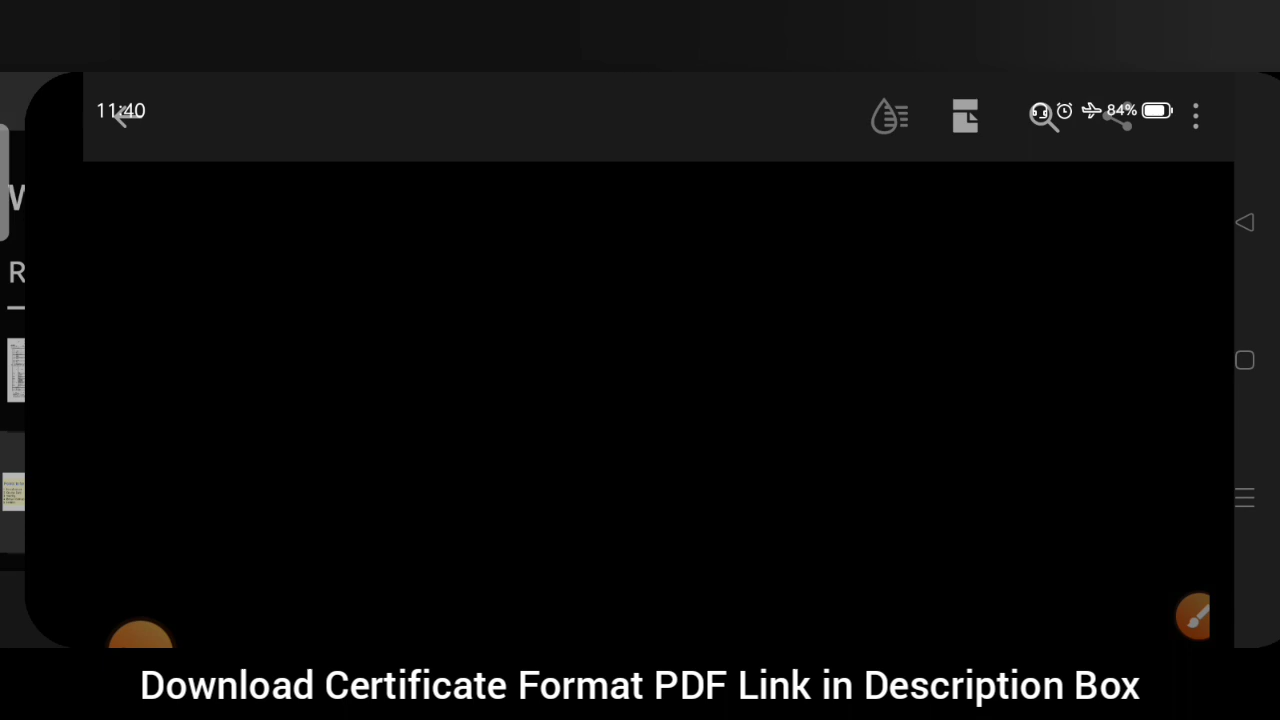 11:40
84%
W
R
Download Certificate Format PDF Link in Description Box